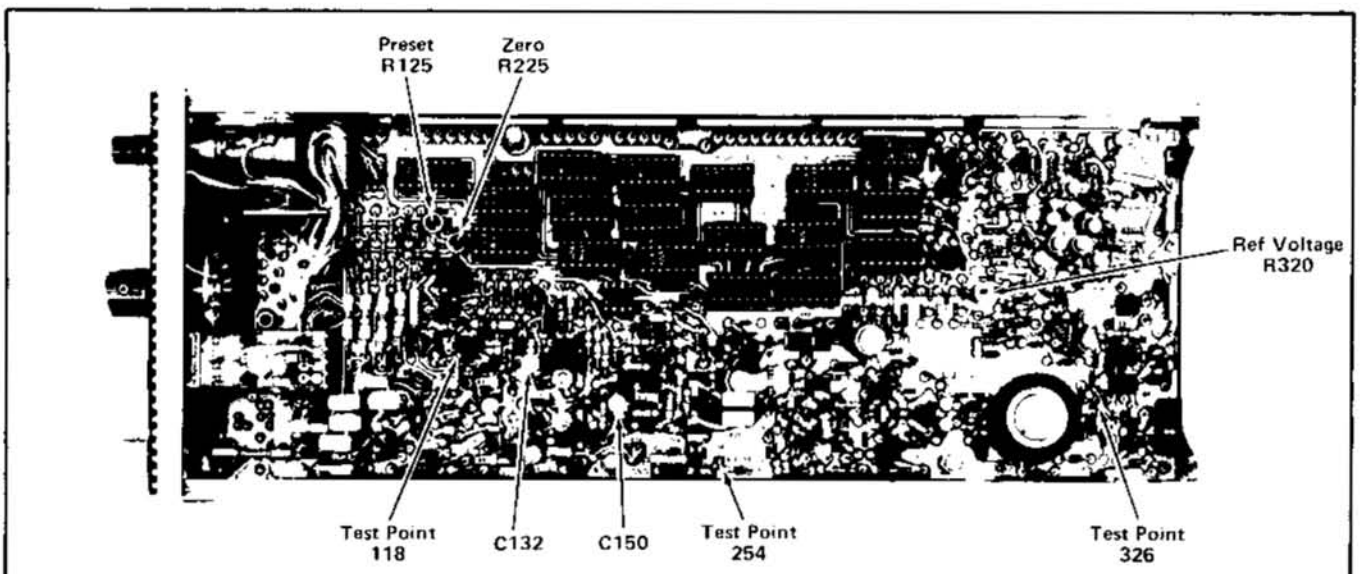 Preset
R125
Zero
R225
Ref Voltage
R320
Test Point
118
C132
C150
Test Point
254
Test Point
326